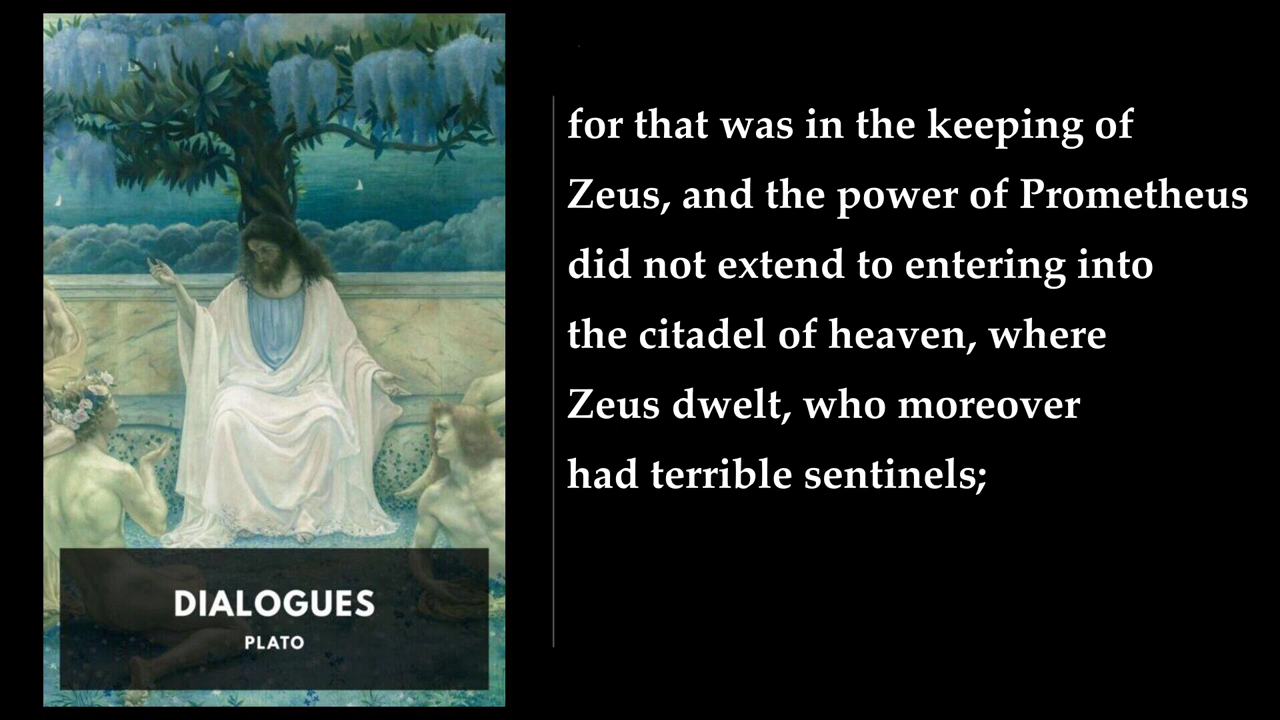 for that was in the keeping of
Zeus, and the power of Prometheus
did not extend to entering into
the citadel of heaven, where
Zeus dwelt, who moreover
had terrible sentinels;
DIALOGUES
PLATO